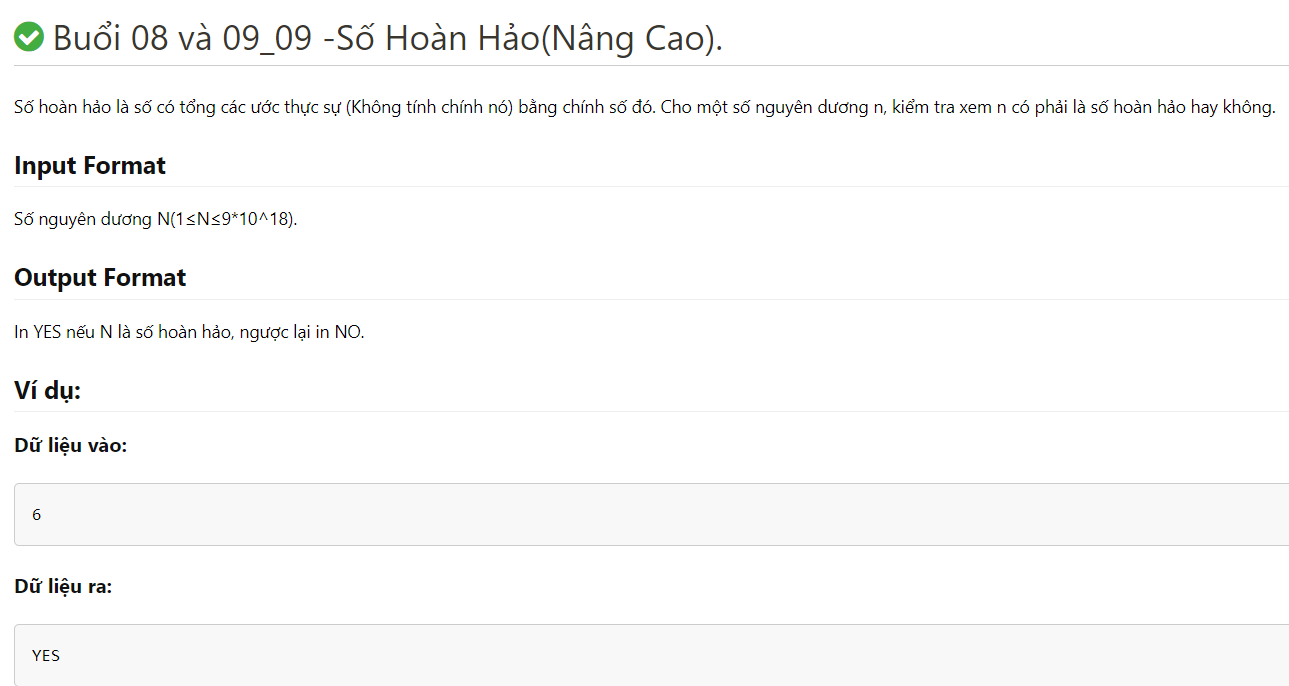 Buổi 08 và 09_09 -Số Hoàn Hảo(Nâng Cao).
Số hoàn hảo là số có tổng các ước thực sự (Không tính chính nó) bằng chính số đó. Cho một số nguyên dương n, kiểm tra xem n có phải là số hoàn hảo hay không.
Input Format
Số nguyên dương N(1≤N≤9*10^18).
Output Format
In YES nếu N là số hoàn hảo, ngược lại in NO.
Ví dụ:
Dữ liệu vào:
6
Dữ liệu ra:
YES